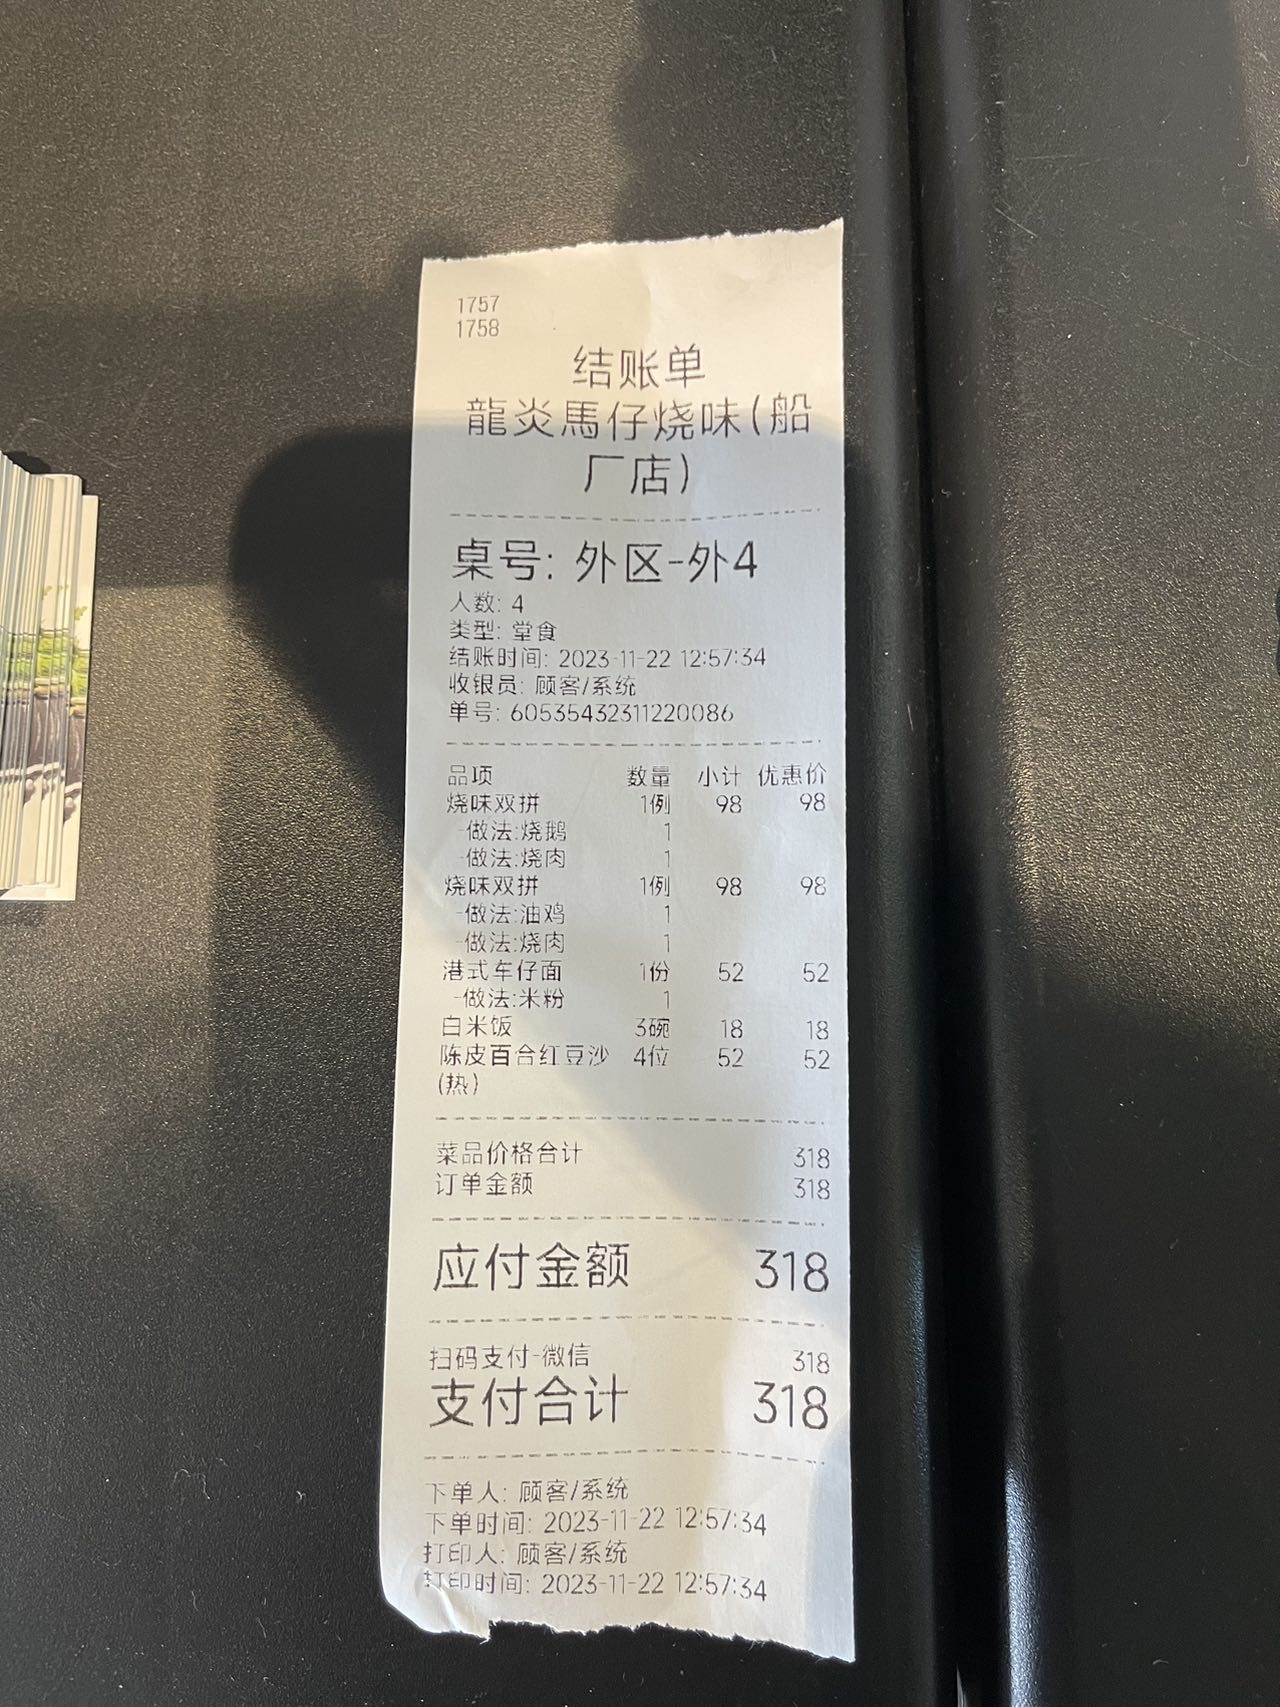 1757
1758
结账单
龍炎馬仔烧味(船
厂店)
桌号: 外区-外4
人数: 4
类型: 堂食
结账时间: 2023-11-22 12:57:34
收银员: 顾客/系统
单号: 60535432311220086
品项 数量 小计 优惠价
烧味双拼 1例 98 98
-做法:烧鹅 1
-做法:烧肉 1
烧味双拼 1例 98 98
-做法:油鸡 1
-做法:烧肉 1
港式车仔面 1份 52 52
-做法:米粉 1
白米饭 3碗 18 18
陈皮百合红豆沙 4位 52 52
(热)
菜品价格合计 318
订单金额 318
应付金额 318
扫码支付-微信 318
支付合计 318
下单人: 顾客/系统
下单时间: 2023-11-22 12:57:34
打印人: 顾客/系统
打印时间: 2023-11-22 12:57:34